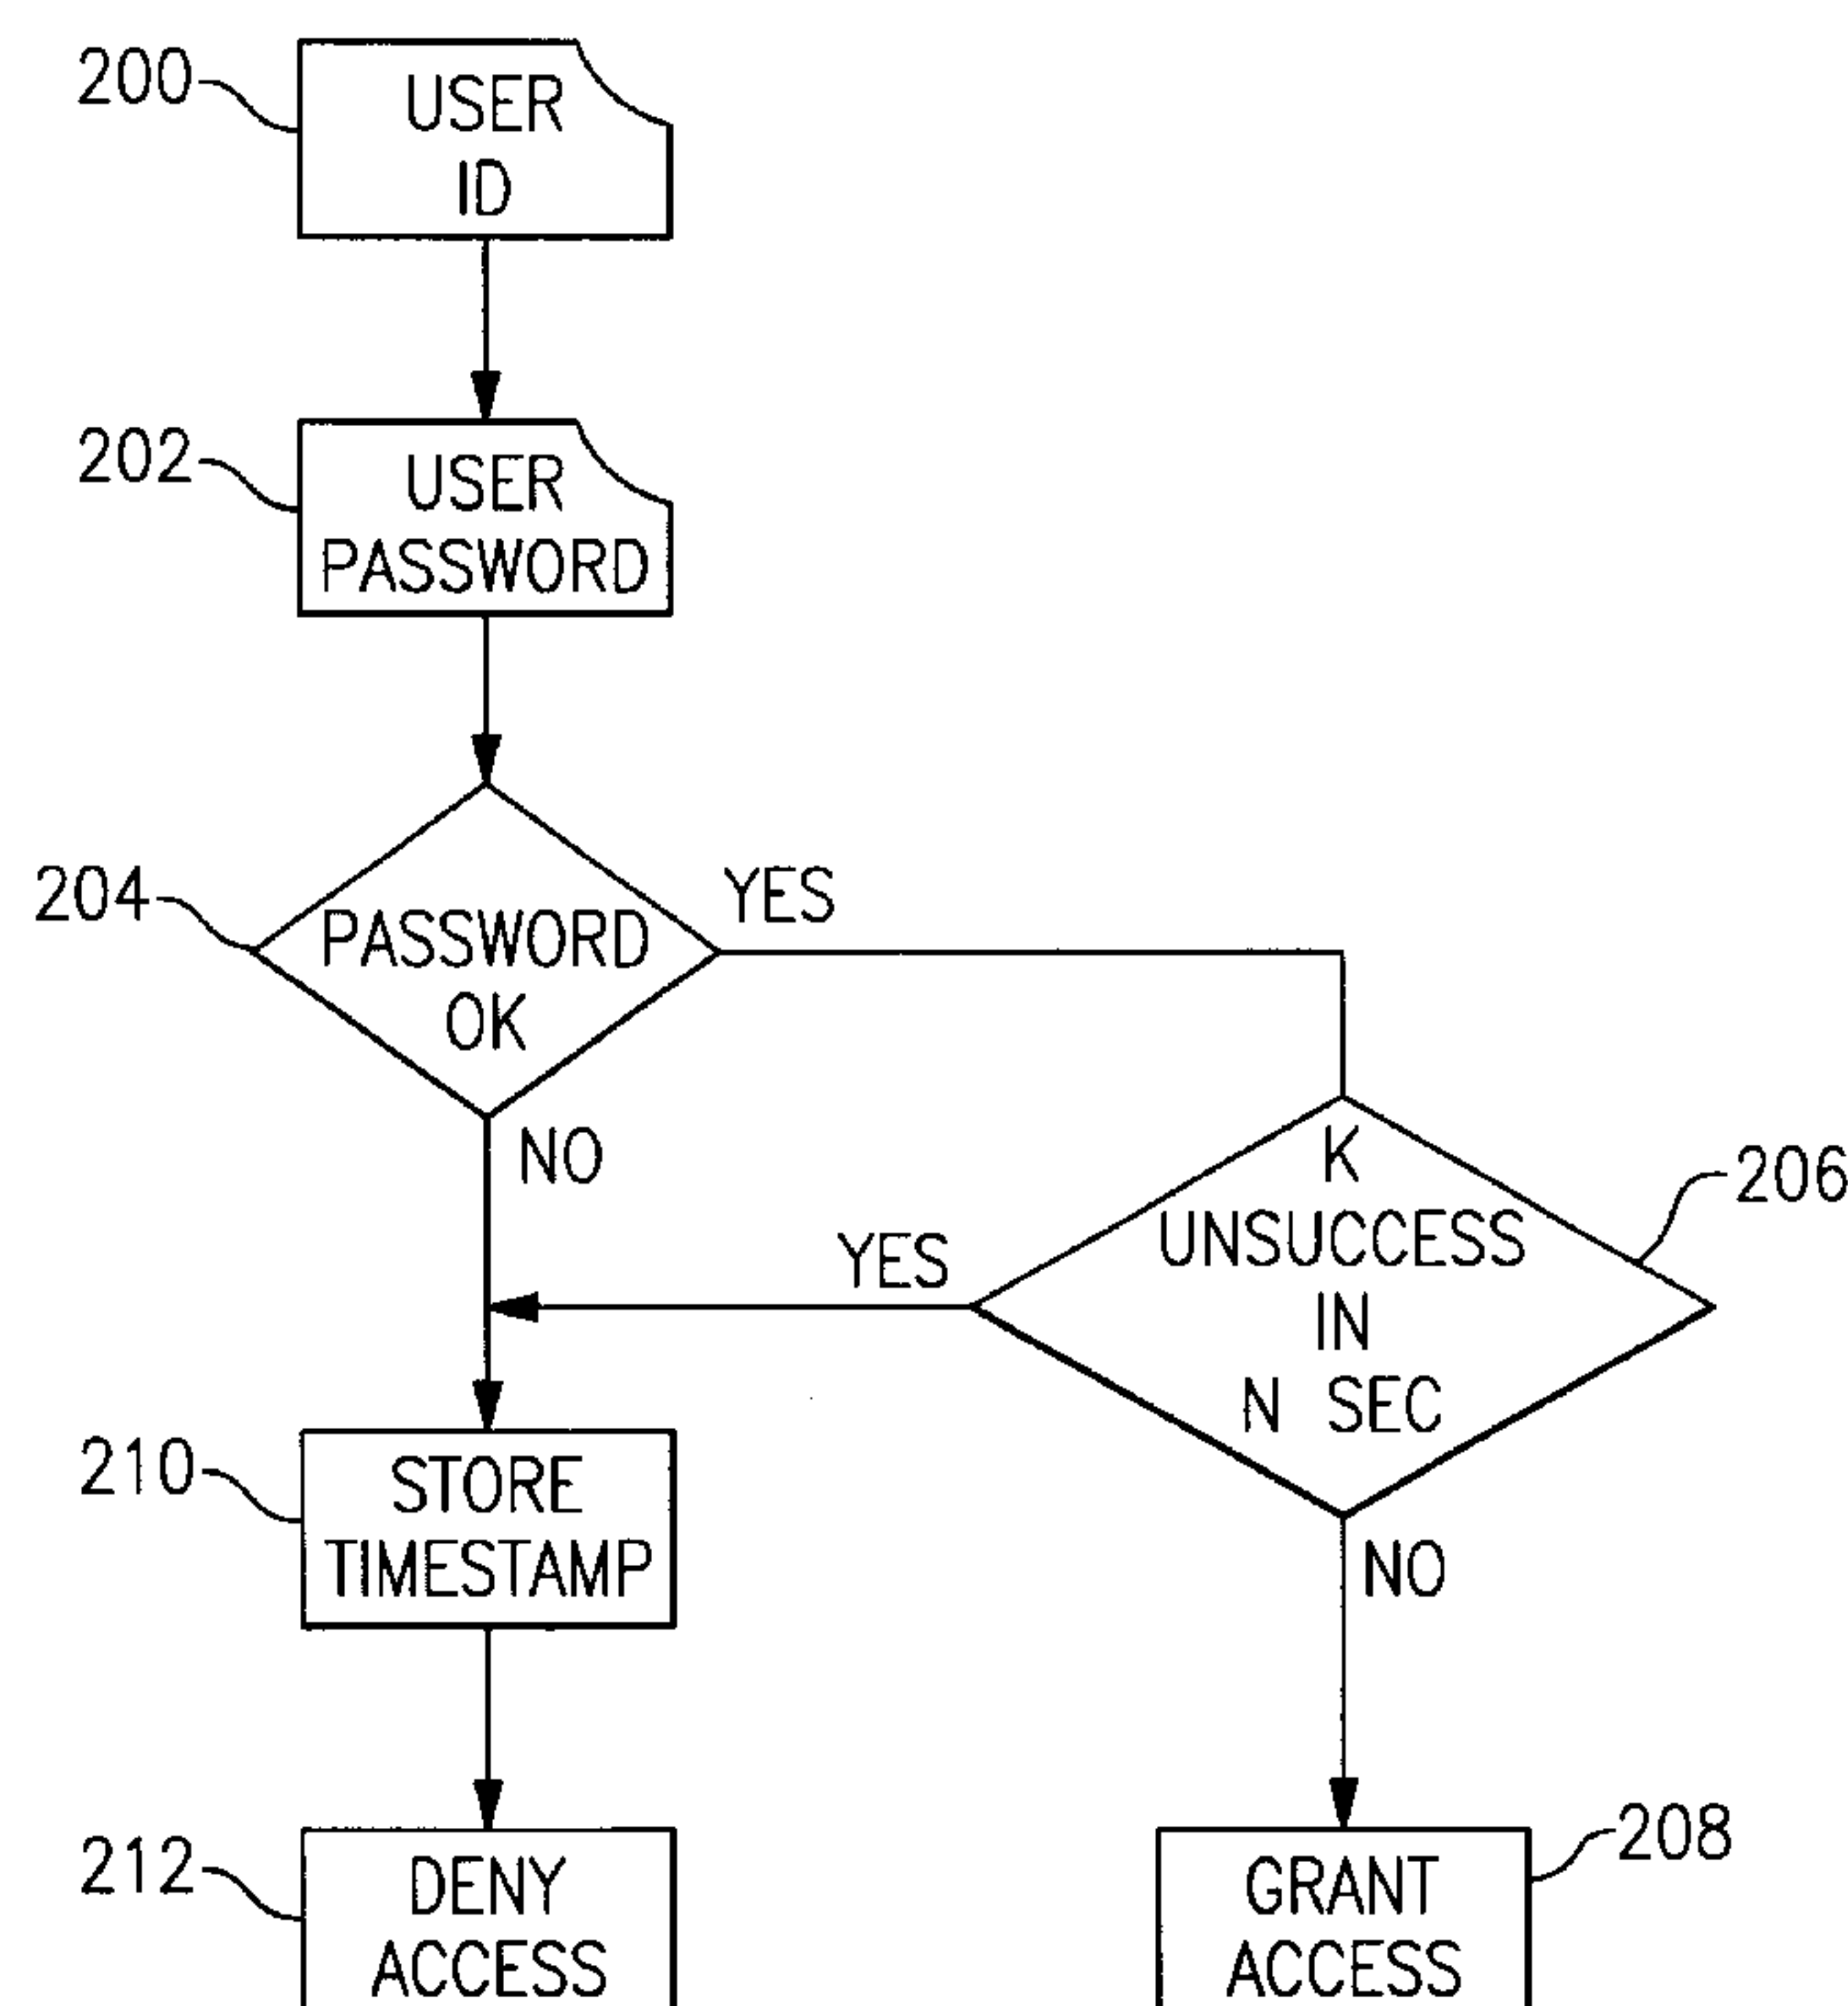 200
USER
ID
202
USER
PASSWORD
204
PASSWORD
OK
YES
NO
K
UNSUCCESS
IN
N SEC
206
YES
NO
210
STORE
TIMESTAMP
212
DENY
ACCESS
GRANT
ACCESS
208